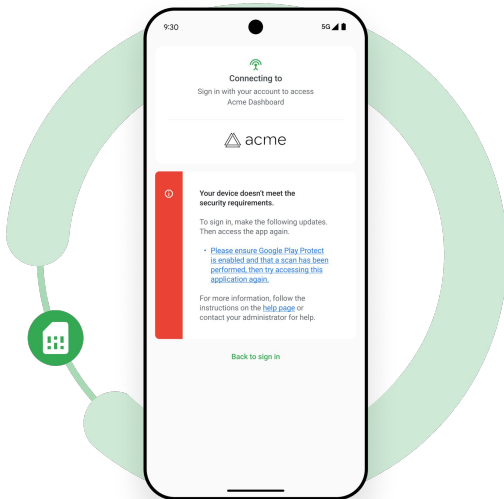 9:30
5G
Connecting to
Sign in with your account to access
Acme Dashboard
acme
Your device doesn't meet the
security requirements.
To sign in, make the following updates.
Then access the app again.
• Please ensure Google Play Protect
is enabled and that a scan has been
performed, then try accessing this
application again.
For more information, follow the
instructions on the help page or
contact your administrator for help.
Back to sign in